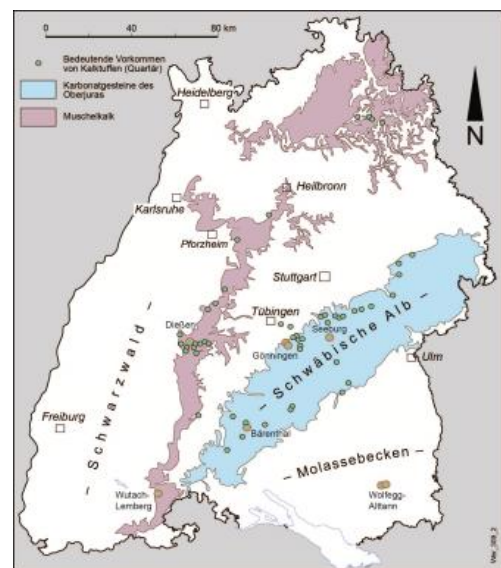 0 40 80 km
Bedeutende Vorkommen
von Kalktuffen (Quartär)
Karbonatgesteine des
Oberjuras
Muschelkalk
Heidelberg
N
Heilbronn
Karlsruhe
Pforzheim
Stuttgart
Tübingen
Dießen
Seeburg
Gönningen
– Schwäbische Alb –
Ulm
– Schwarzwald –
Freiburg
Bärenthal
– Molassebecken –
Wutach-
Lemberg
Wolfegg-
Alttann